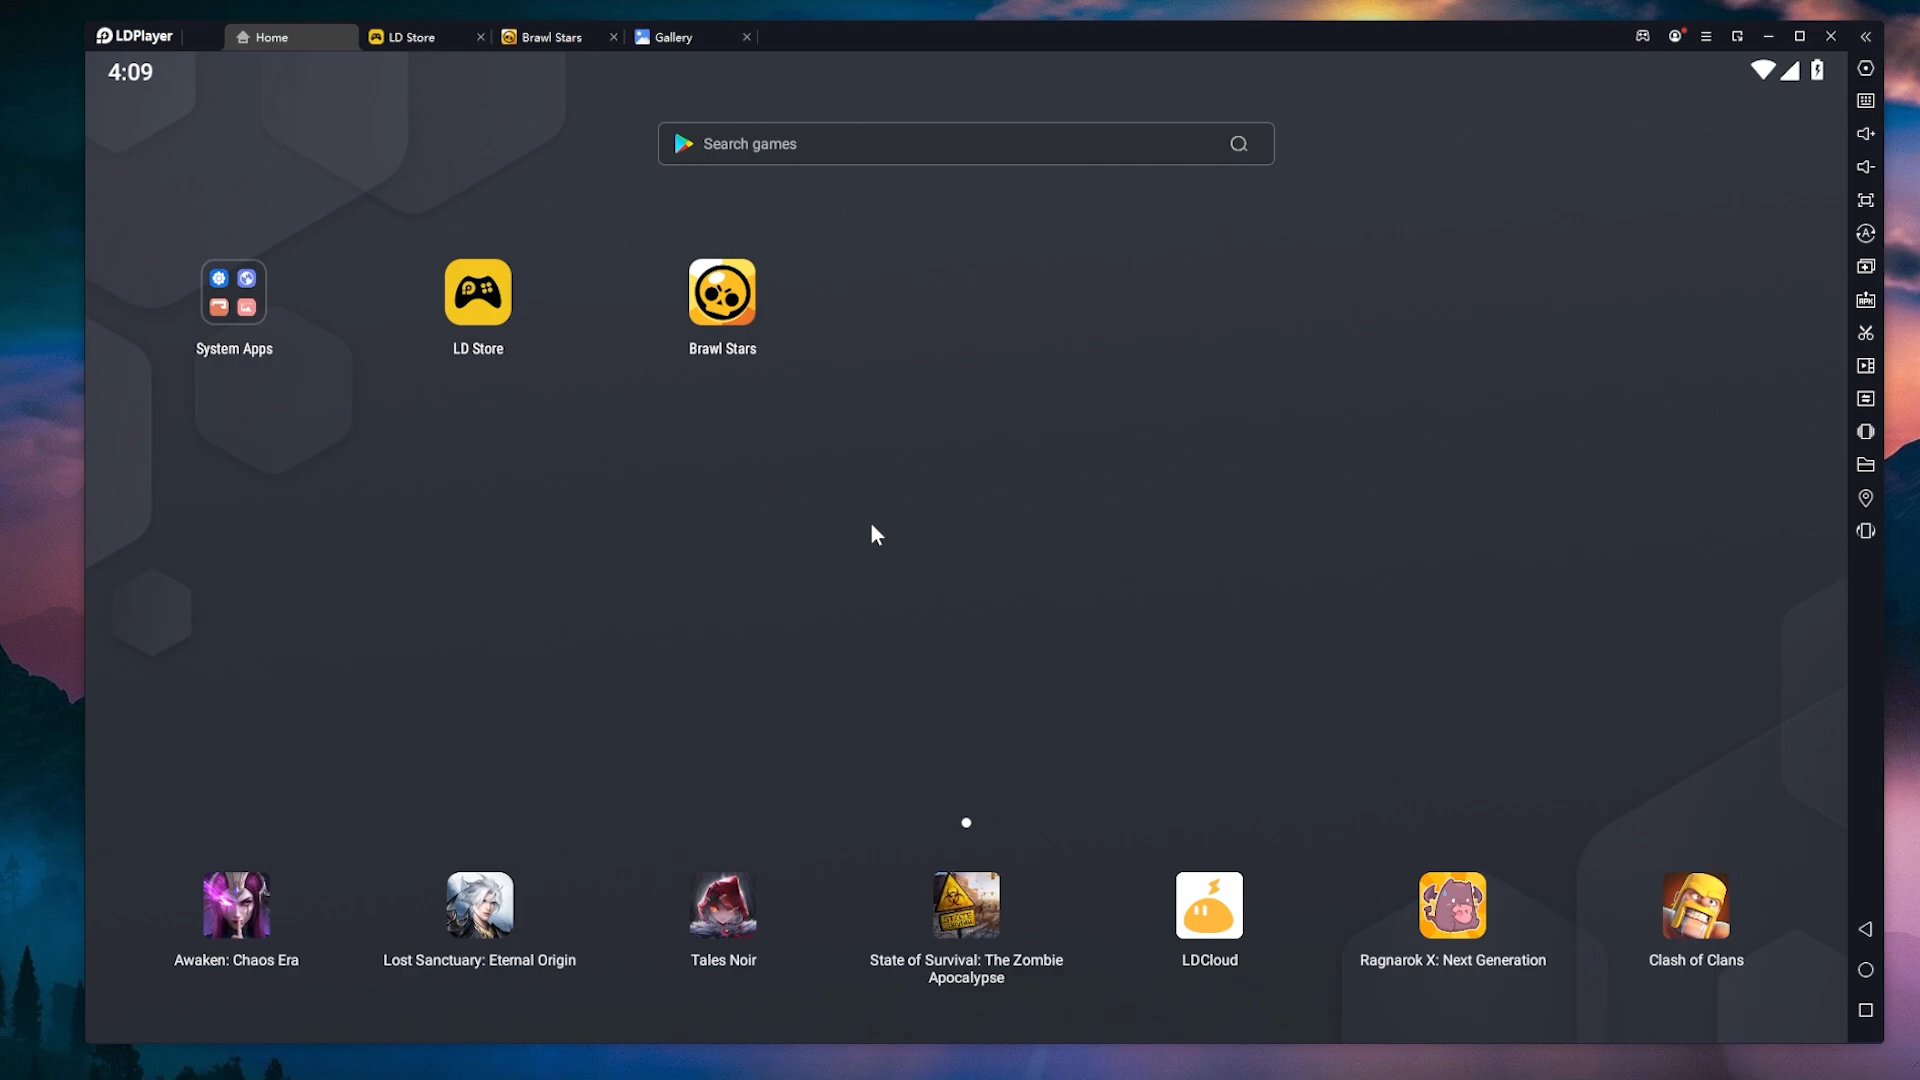 LDPlayer
Home
LD Store
Brawl Stars
Gallery
4:09
Search games
System Apps
LD Store
Brawl Stars
APK
Awaken: Chaos Era
Lost Sanctuary: Eternal Origin
Tales Noir
State of Survival: The Zombie
Apocalypse
LDCloud
Ragnarok X: Next Generation
Clash of Clans